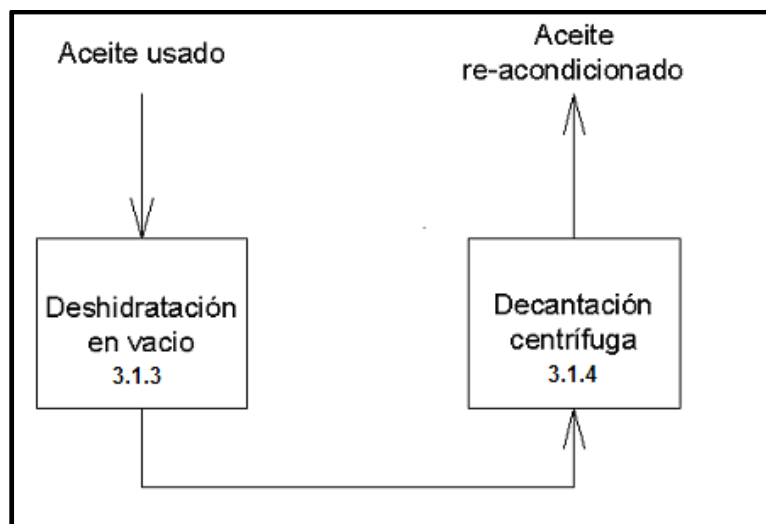 Aceite usado
Aceite
re-acondicionado
Deshidratación
en vacio
3.1.3
Decantación
centrífuga
3.1.4